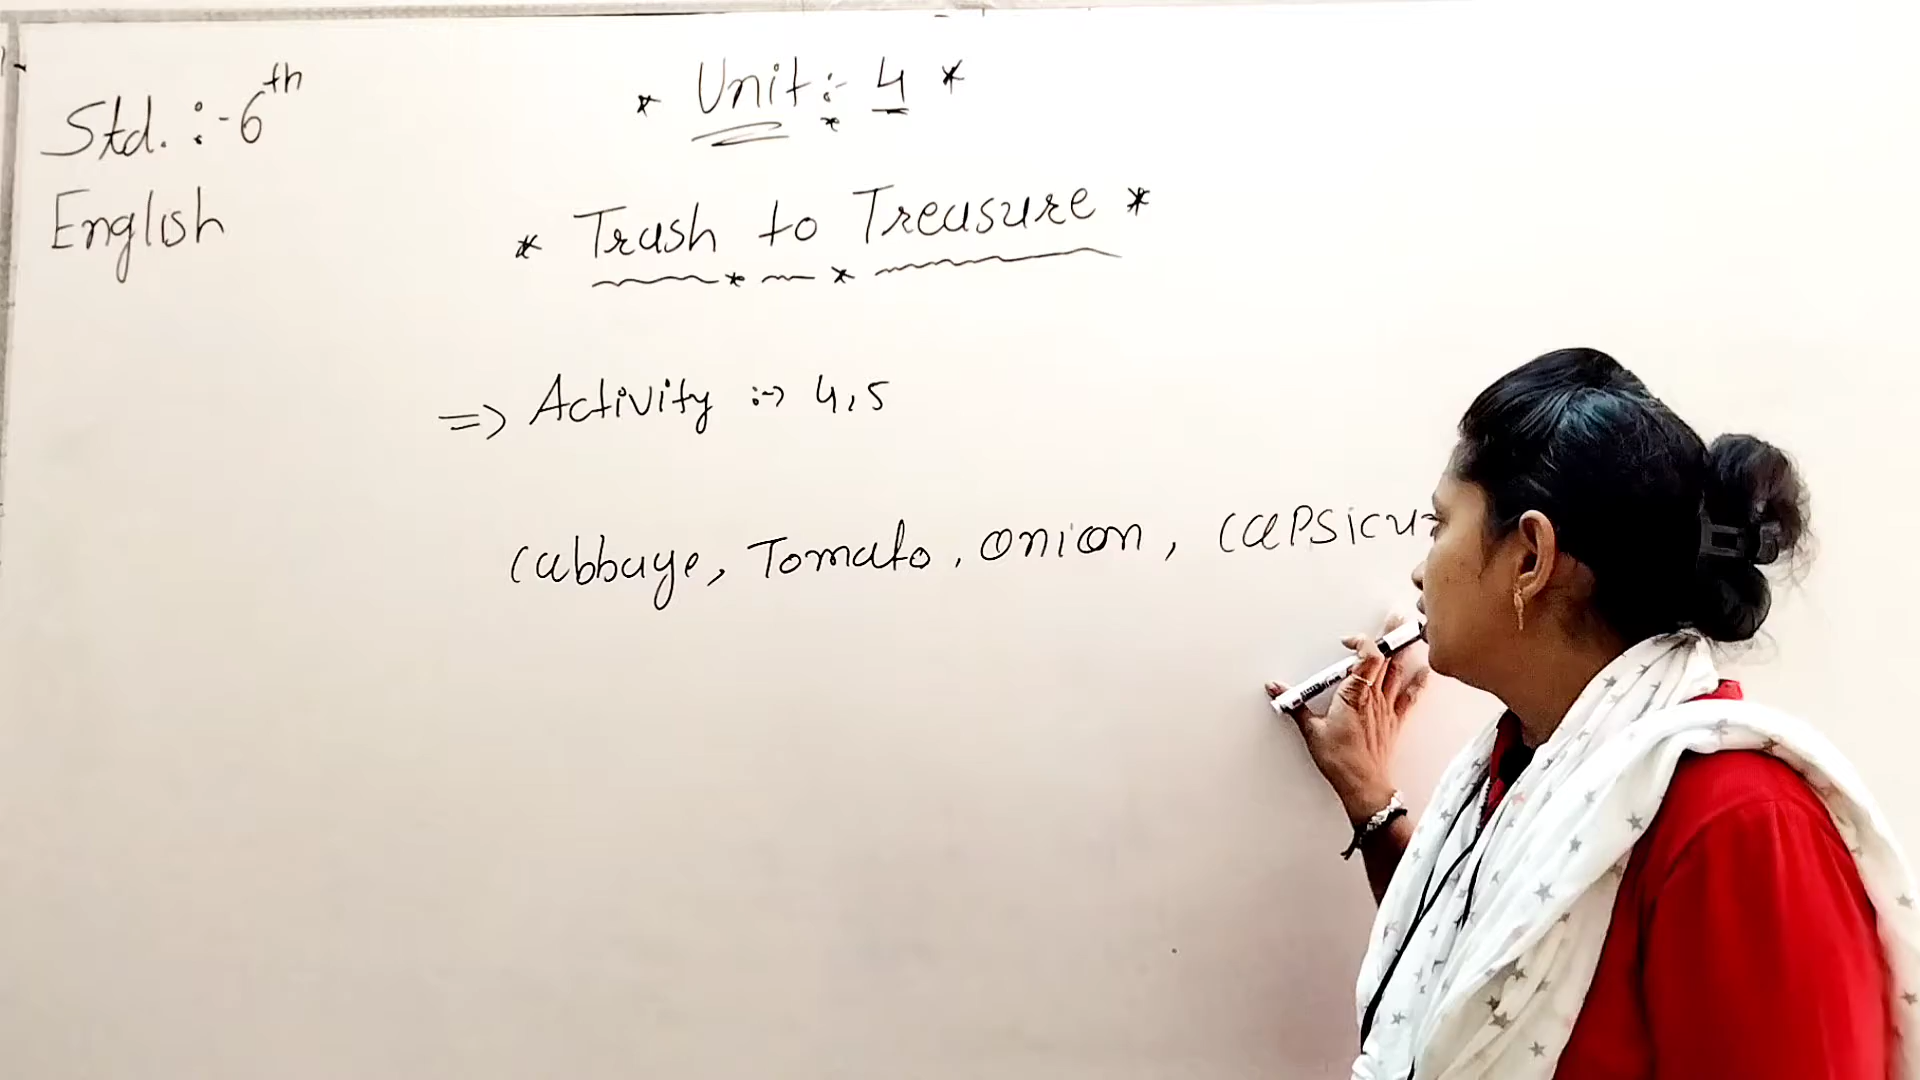 Std. :- 6th
English
* Unit :- 4 *
* Trash to Treasure *
=> Activity :-> 4,5
Cabbage, Tomato, Onion, Capsicu